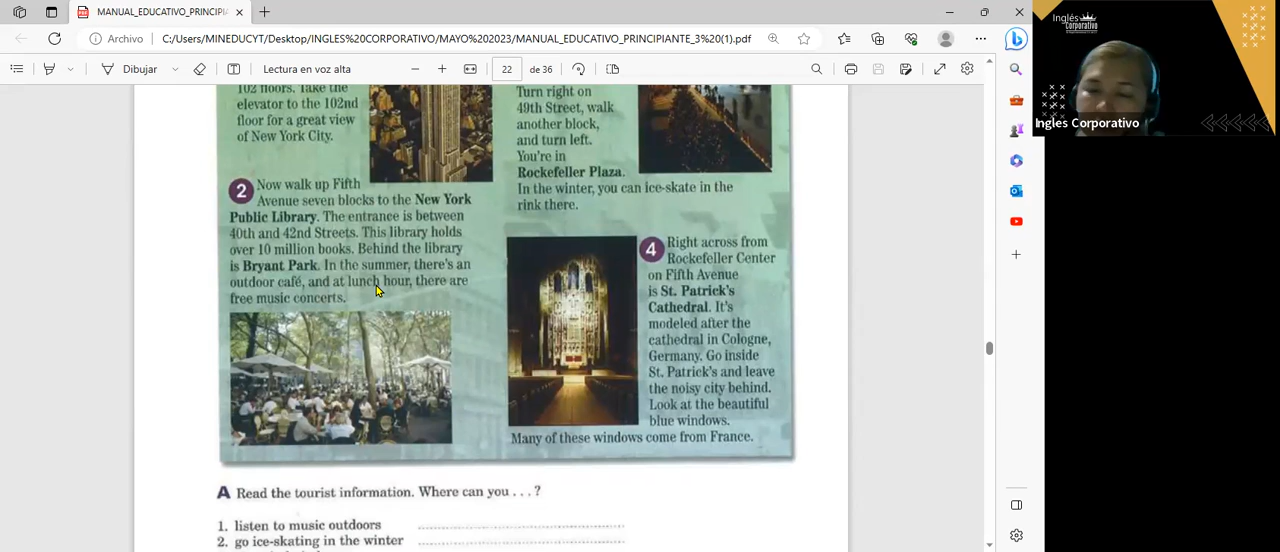 MANUAL_EDUCATIVO_PRINCIPIA
Archivo
C:/Users/MINEDUCYT/Desktop/INGLES%20CORPORATIVO/MAYO%202023/MANUAL_EDUCATIVO_PRINCIPIANTE_3%20(1).pdf
Dibujar
Lectura en voz alta
22
de 36
102 floors. Take the
elevator to the 102nd
floor for a great view
of New York City.
2
Now walk up Fifth
Avenue seven blocks to the New York
Public Library. The entrance is between
40th and 42nd Streets. This library holds
over 10 million books. Behind the library
is Bryant Park. In the summer, there's an
outdoor café, and at lunch hour, there are
free music concerts.
Turn right on
49th Street, walk
another block,
and turn left.
You're in
Rockefeller Plaza.
In the winter, you can ice-skate in the
rink there.
4
Right across from
Rockefeller Center
on Fifth Avenue
is St. Patrick's
Cathedral. It's
modeled after the
cathedral in Cologne,
Germany. Go inside
St. Patrick's and leave
the noisy city behind.
Look at the beautiful
blue windows.
Many of these windows come from France.
A Read the tourist information. Where can you . . . ?
1. listen to music outdoors
2. go ice-skating in the winter
Inglés
Corporativo
Ingles Corporativo